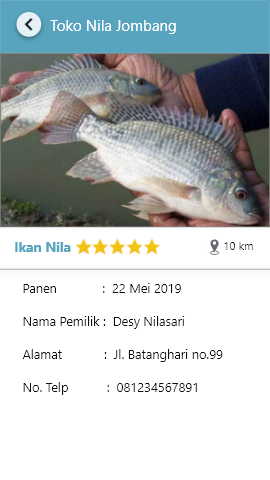 Toko Nila Jombang
Ikan Nila
10 km
Panen : 22 Mei 2019
Nama Pemilik : Desy Nilasari
Alamat : Jl. Batanghari no.99
No. Telp : 081234567891